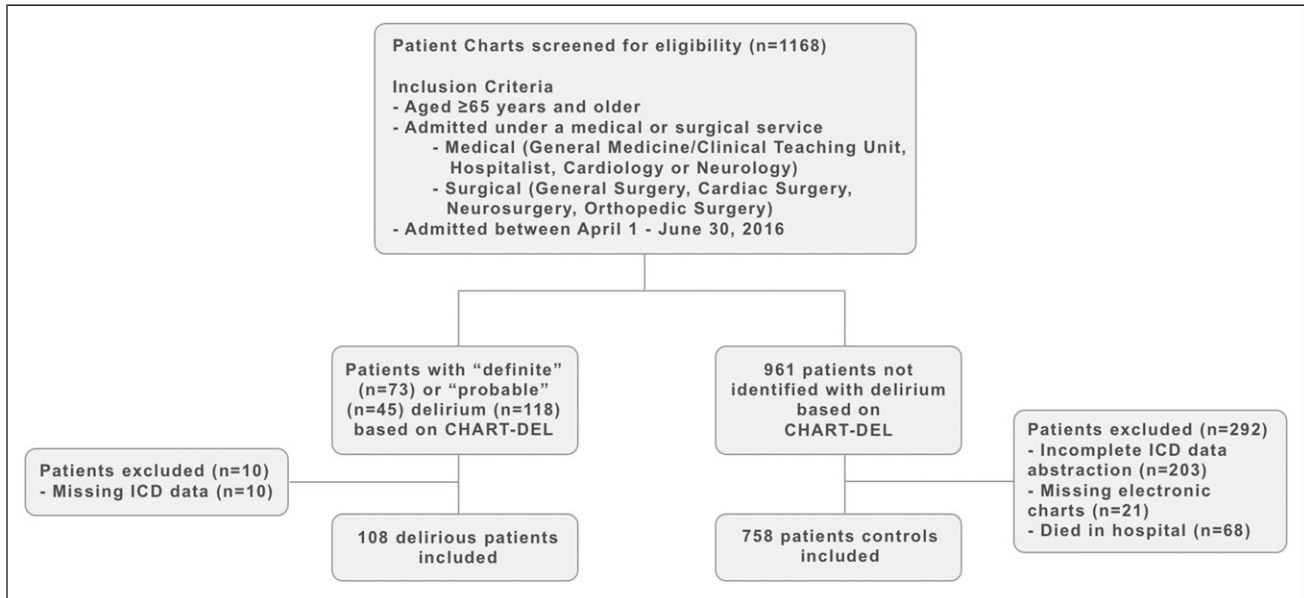 Patient Charts screened for eligibility (n=1168)
Inclusion Criteria
- Aged ≥65 years and older
- Admitted under a medical or surgical service
- Medical (General Medicine/Clinical Teaching Unit,
Hospitalist, Cardiology or Neurology)
- Surgical (General Surgery, Cardiac Surgery,
Neurosurgery, Orthopedic Surgery)
- Admitted between April 1 - June 30, 2016
Patients with “definite”
(n=73) or “probable”
(n=45) delirium (n=118)
based on CHART-DEL
961 patients not
identified with delirium
based on
CHART-DEL
Patients excluded (n=10)
- Missing ICD data (n=10)
Patients excluded (n=292)
- Incomplete ICD data
abstraction (n=203)
- Missing electronic
charts (n=21)
- Died in hospital (n=68)
108 delirious patients
included
758 patients controls
included